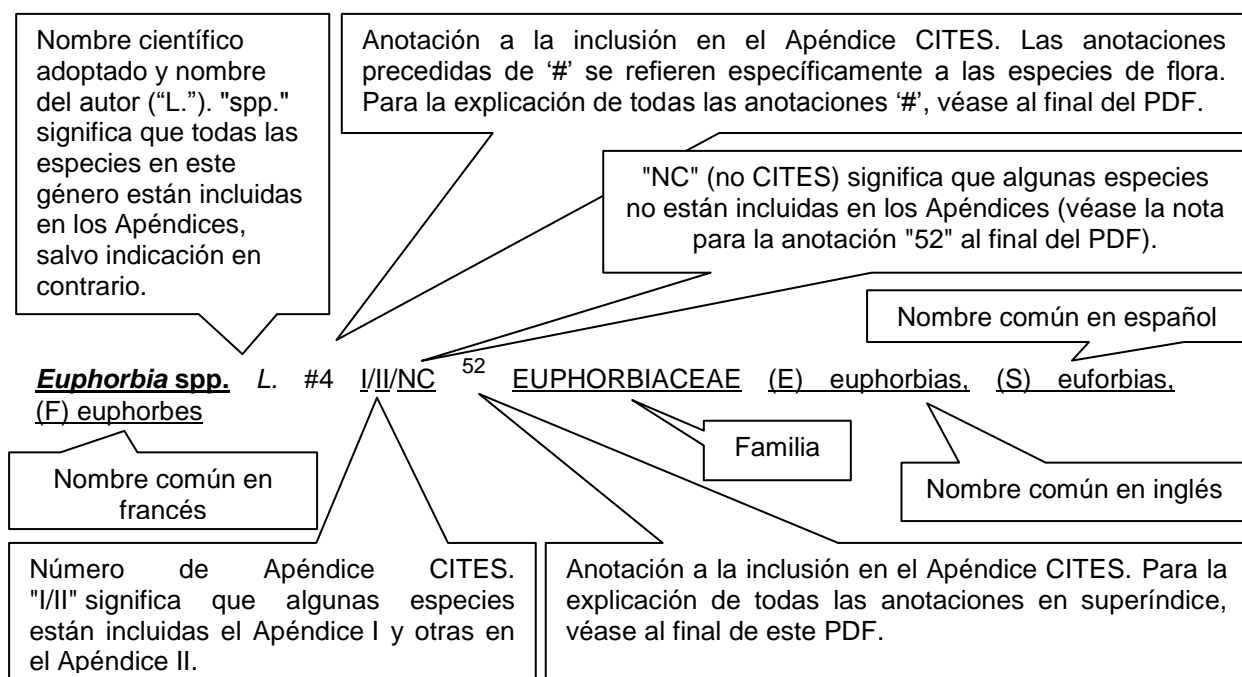 Nombre científico
adoptado y nombre
del autor (“L.”). "spp."
significa que todas las
especies en este
género están incluidas
en los Apéndices,
salvo indicación en
contrario.
Anotación a la inclusión en el Apéndice CITES. Las anotaciones
precedidas de ‘#’ se refieren específicamente a las especies de flora.
Para la explicación de todas las anotaciones ‘#’, véase al final del PDF.
"NC" (no CITES) significa que algunas especies
no están incluidas en los Apéndices (véase la nota
para la anotación "52" al final del PDF).
Nombre común en español
Euphorbia spp. L. #4 I/II/NC 52 EUPHORBIACEAE (E) euphorbias, (S) euforbias,
(F) euphorbes
Familia
Nombre común en
francés
Nombre común en inglés
Número de Apéndice CITES.
"I/II" significa que algunas especies
están incluidas el Apéndice I y otras en
el Apéndice II.
Anotación a la inclusión en el Apéndice CITES. Para la
explicación de todas las anotaciones en superíndice,
véase al final de este PDF.